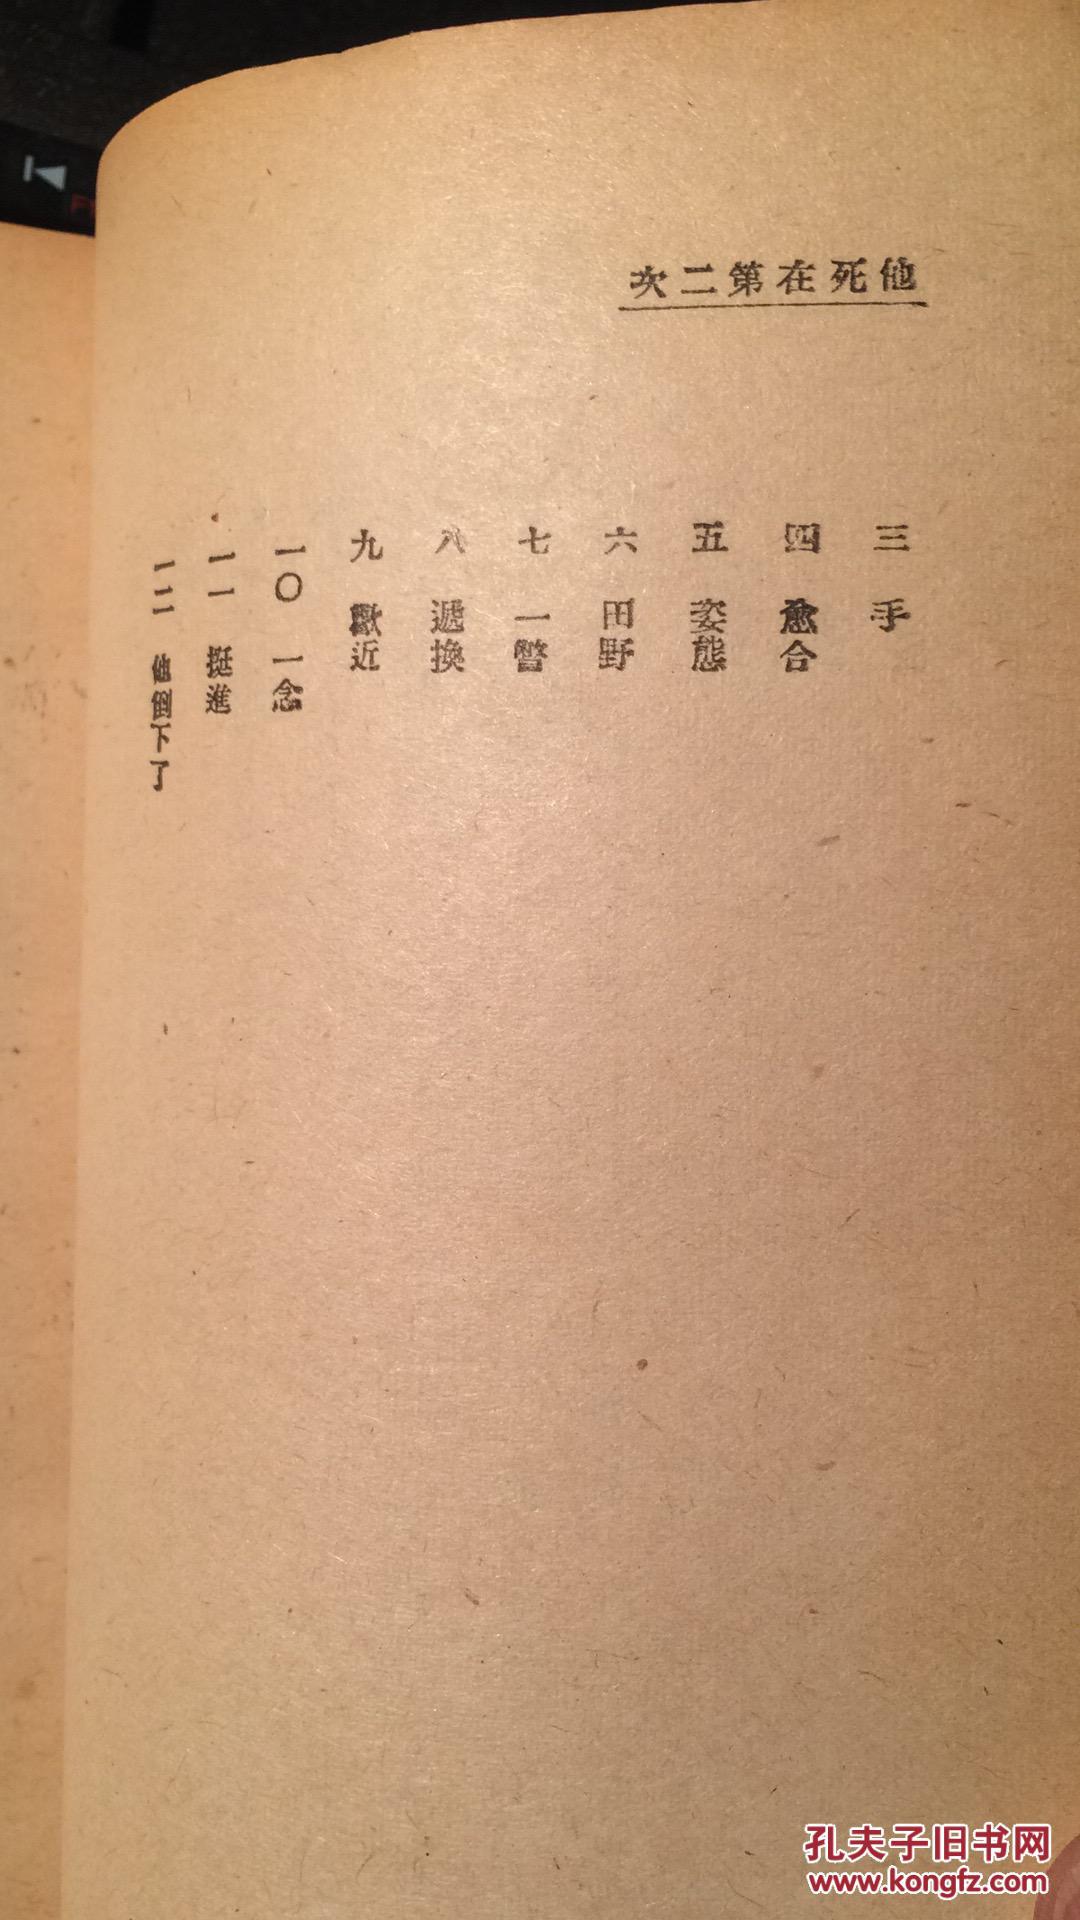 他死在第二次
三 手
四 愈合
五 姿態
六 田野
七 一瞥
八 遞換
九 歡近
一〇 一念
一一 挺進
一二 他倒下了
孔夫子旧书网
www.kongfz.com